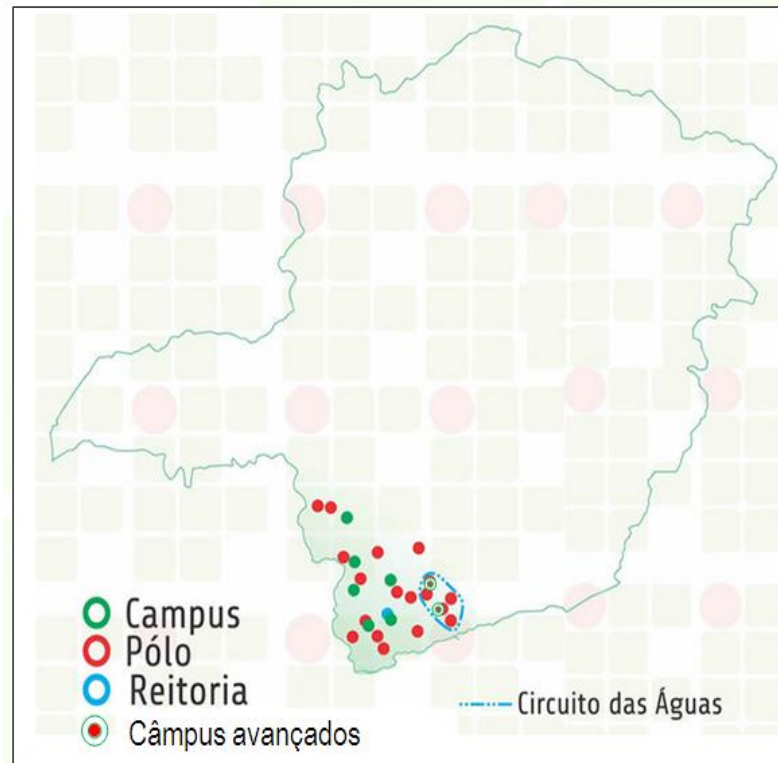 Campus
Pólo
Reitoria
Câmpus avançados
Circuito das Águas